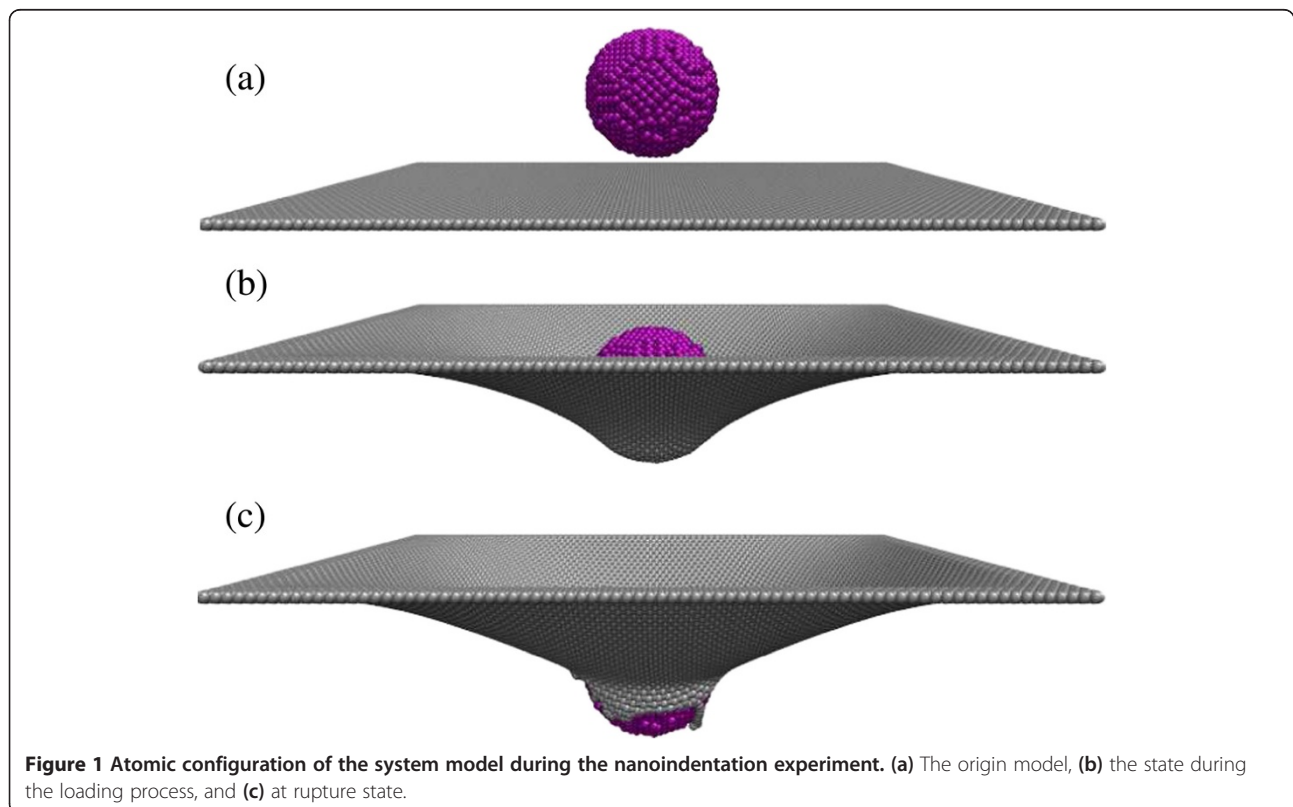 (a)
(b)
(c)
Figure 1 Atomic configuration of the system model during the nanoindentation experiment. (a) The origin model, (b) the state during
the loading process, and (c) at rupture state.